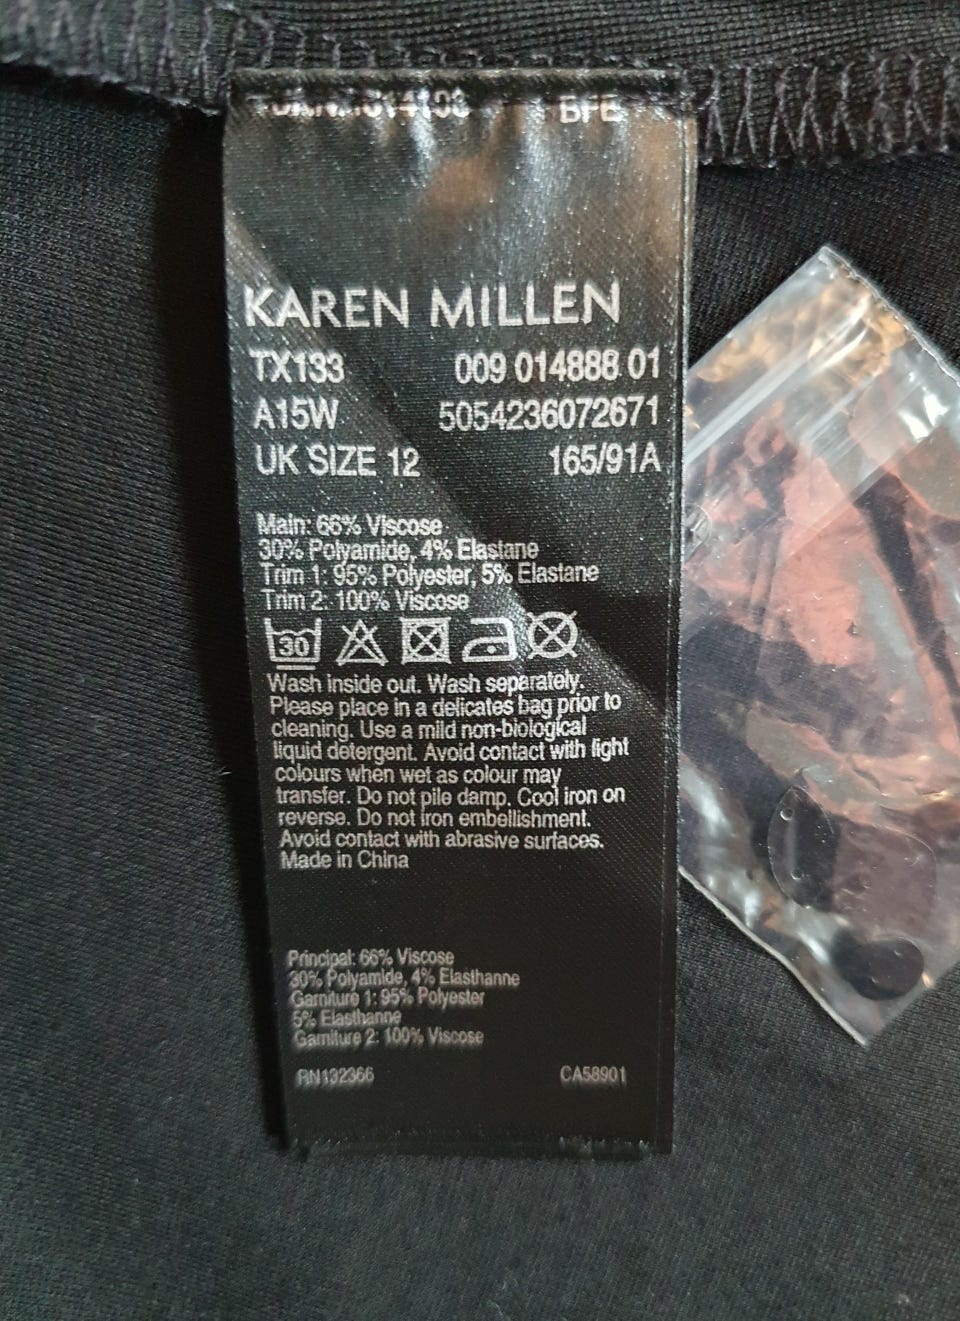 BFE
KAREN MILLEN
TX133 009 014888 01
A15W 5054236072671
UK SIZE 12 165/91A
Main: 66% Viscose
30% Polyamide, 4% Elastane
Trim 1: 95% Polyester, 5% Elastane
Trim 2: 100% Viscose
30
Wash inside out. Wash separately.
Please place in a delicates bag prior to
cleaning. Use a mild non-biological
liquid detergent. Avoid contact with light
colours when wet as colour may
transfer. Do not pile damp. Cool iron on
reverse. Do not iron embellishment.
Avoid contact with abrasive surfaces.
Made in China
Principal: 66% Viscose
30% Polyamide, 4% Elasthanne
Garniture 1: 95% Polyester
5% Elasthanne
Garniture 2: 100% Viscose
RN132366 CA58901